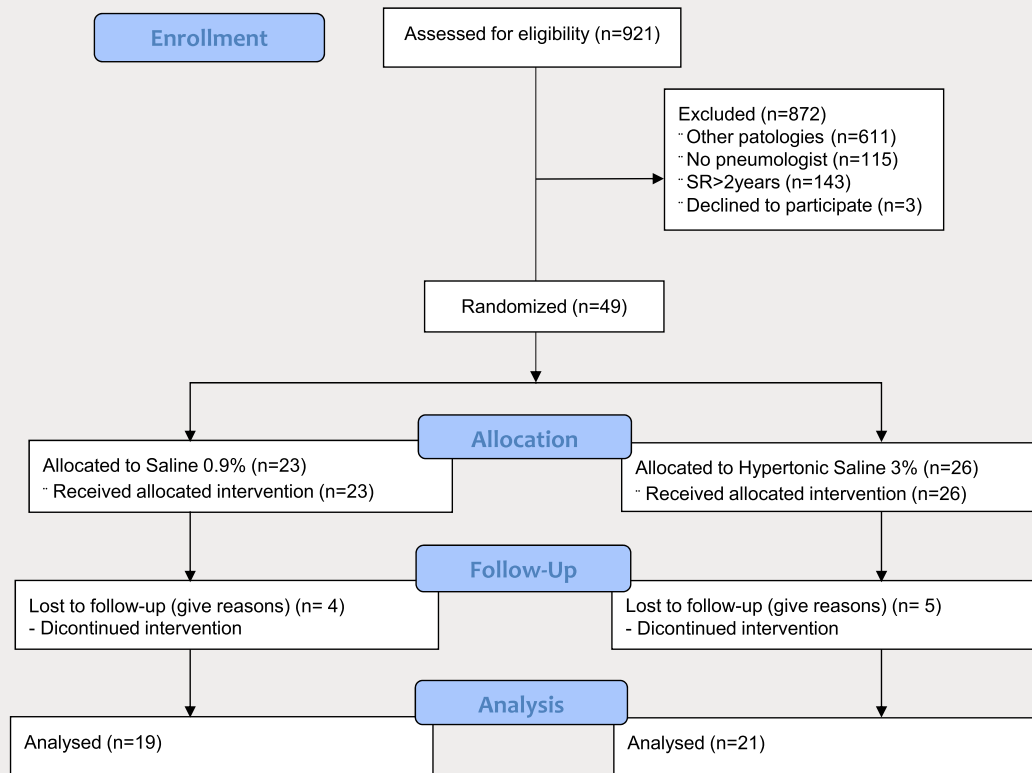 Enrollment
Assessed for eligibility (n=921)
Excluded (n=872)
¨ Other patologies (n=611)
¨ No pneumologist (n=115)
¨ SR>2years (n=143)
¨ Declined to participate (n=3)
Randomized (n=49)
Allocation
Allocated to Saline 0.9% (n=23)
¨ Received allocated intervention (n=23)
Allocated to Hypertonic Saline 3% (n=26)
¨ Received allocated intervention (n=26)
Follow-Up
Lost to follow-up (give reasons) (n= 4)
- Dicontinued intervention
Lost to follow-up (give reasons) (n= 5)
- Dicontinued intervention
Analysis
Analysed (n=19)
Analysed (n=21)